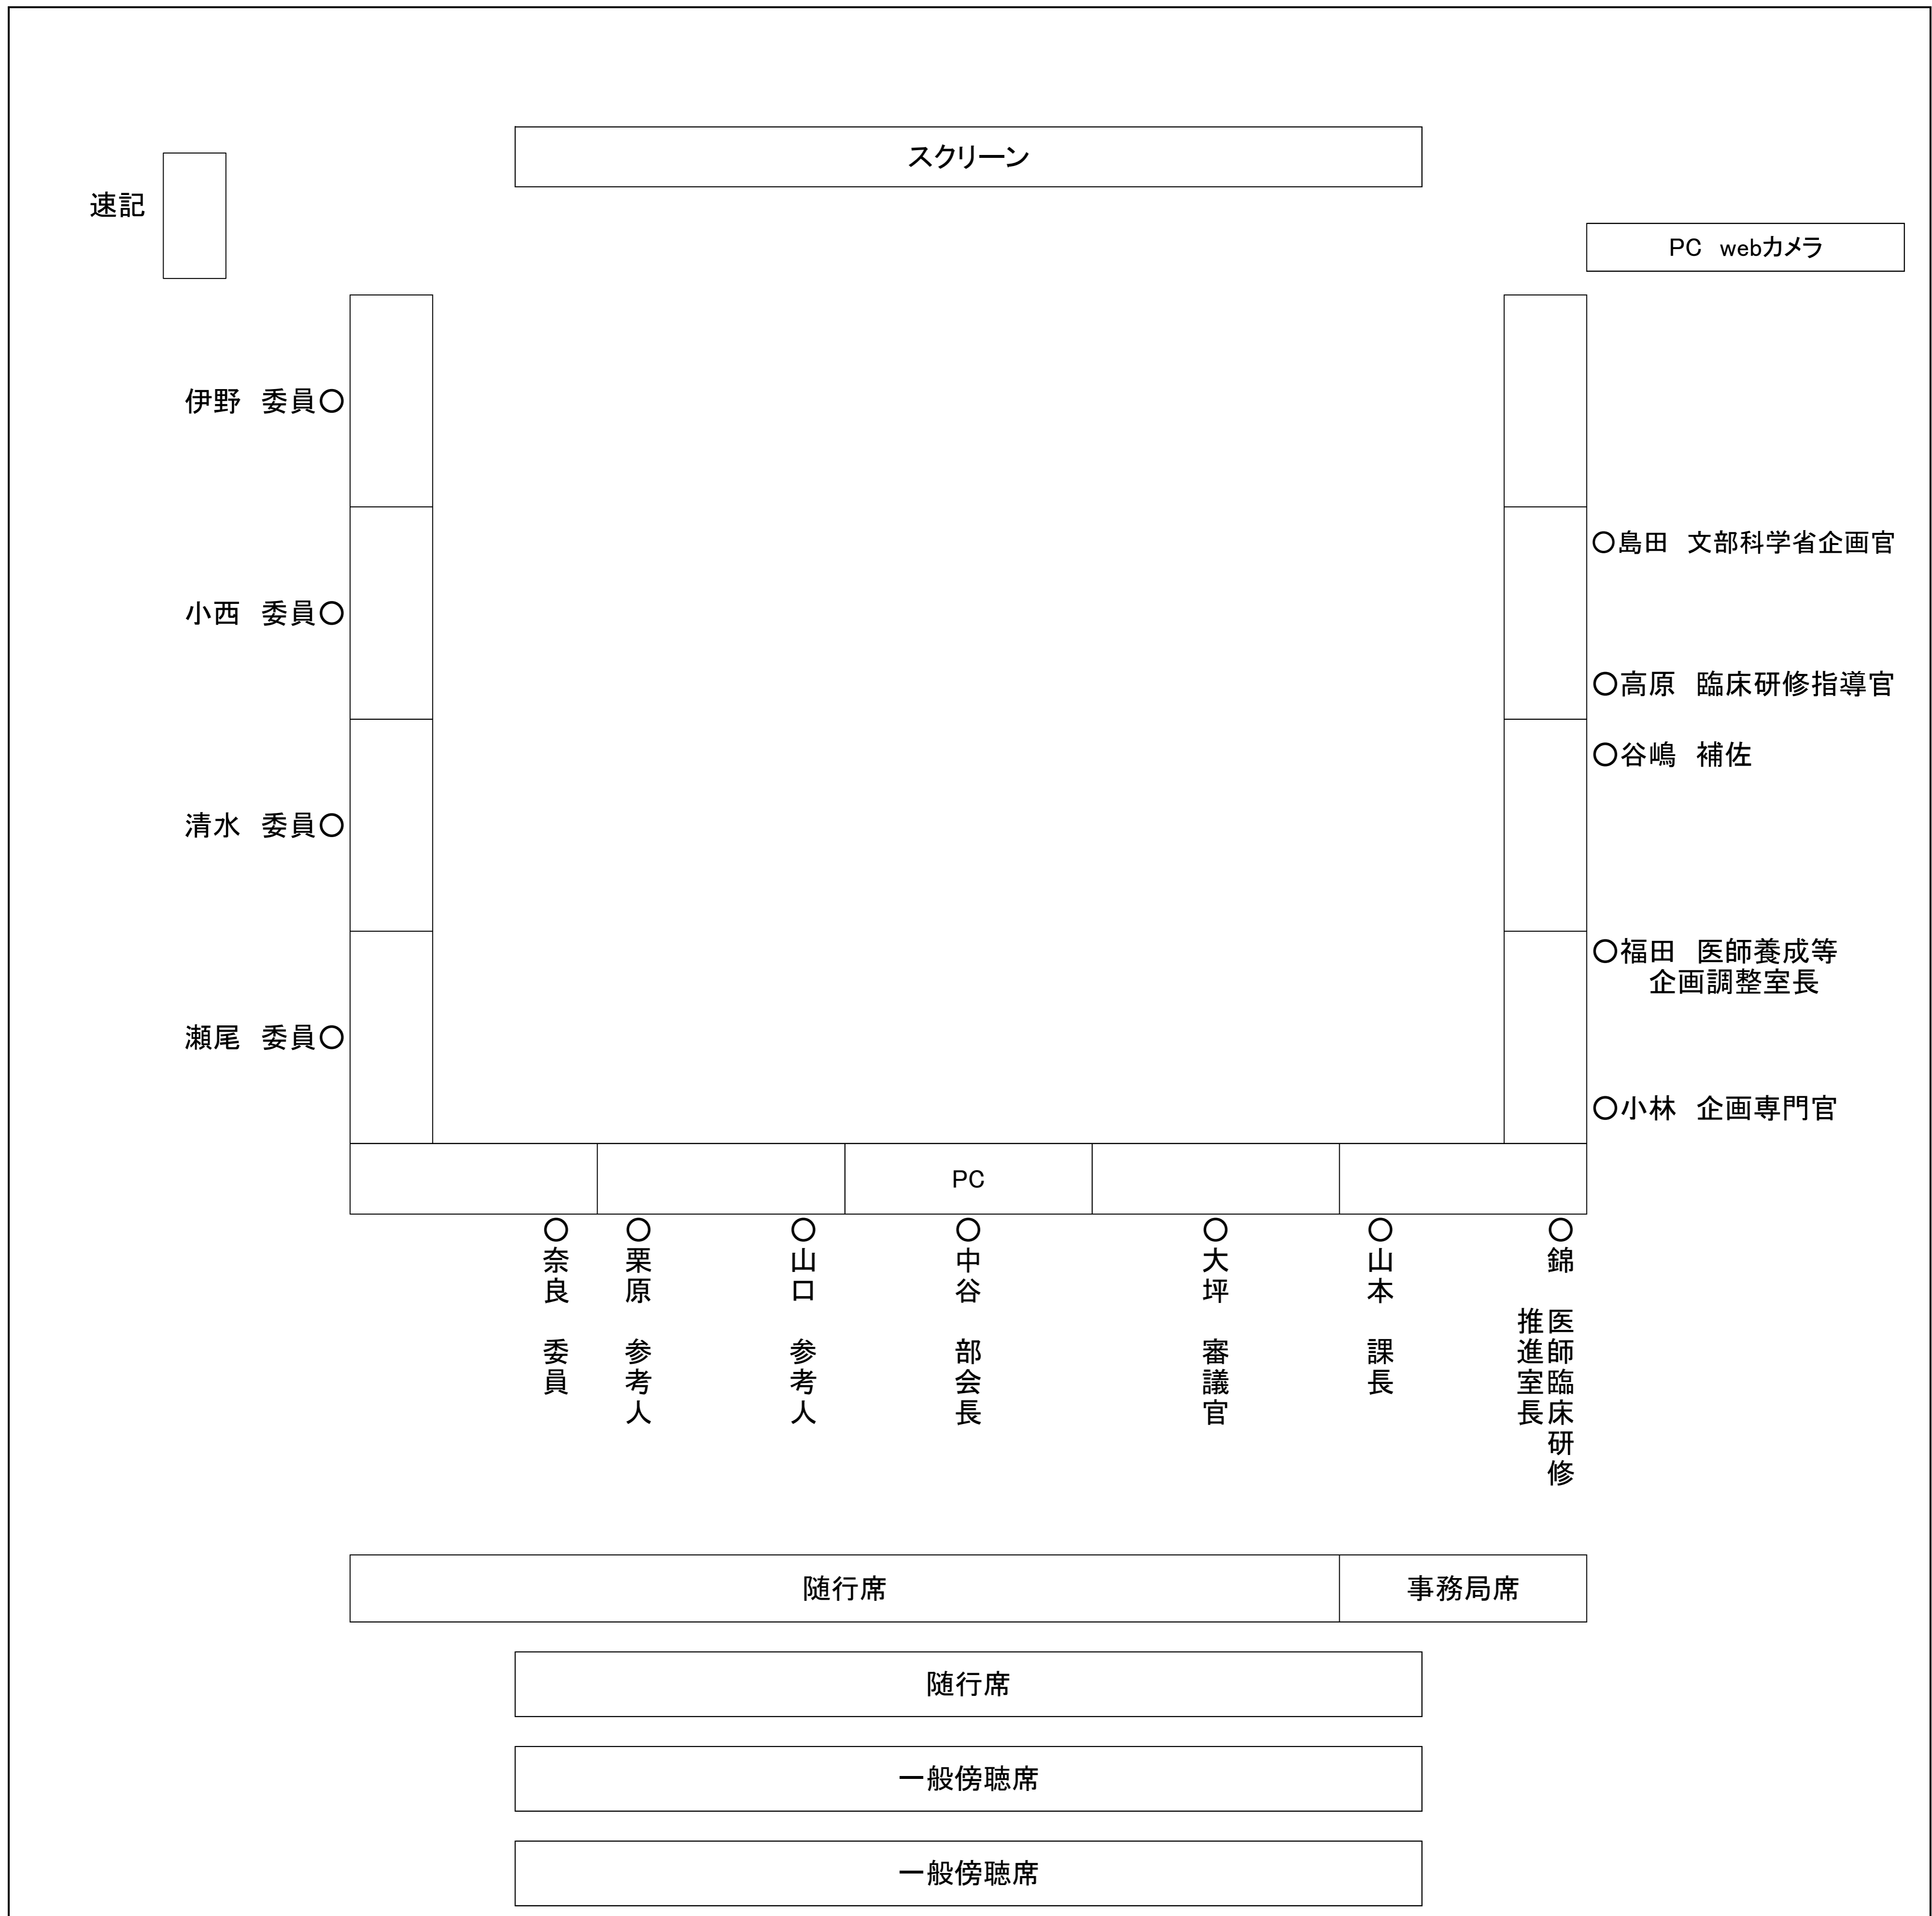 スクリーン
速記
PC　webカメラ
伊野　委員○
○島田　文部科学省企画官
小西　委員○
○高原　臨床研修指導官
○谷嶋　補佐
清水　委員○
○福田　医師養成等
企画調整室長
瀬尾　委員○
○小林　企画専門官
PC
○奈良　委員
○栗原　参考人
○山口　参考人
○中谷　部会長
○大坪　審議官
○山本　課長
○錦　医師臨床研修
推進室長
随行席
事務局席
随行席
一般傍聴席
一般傍聴席